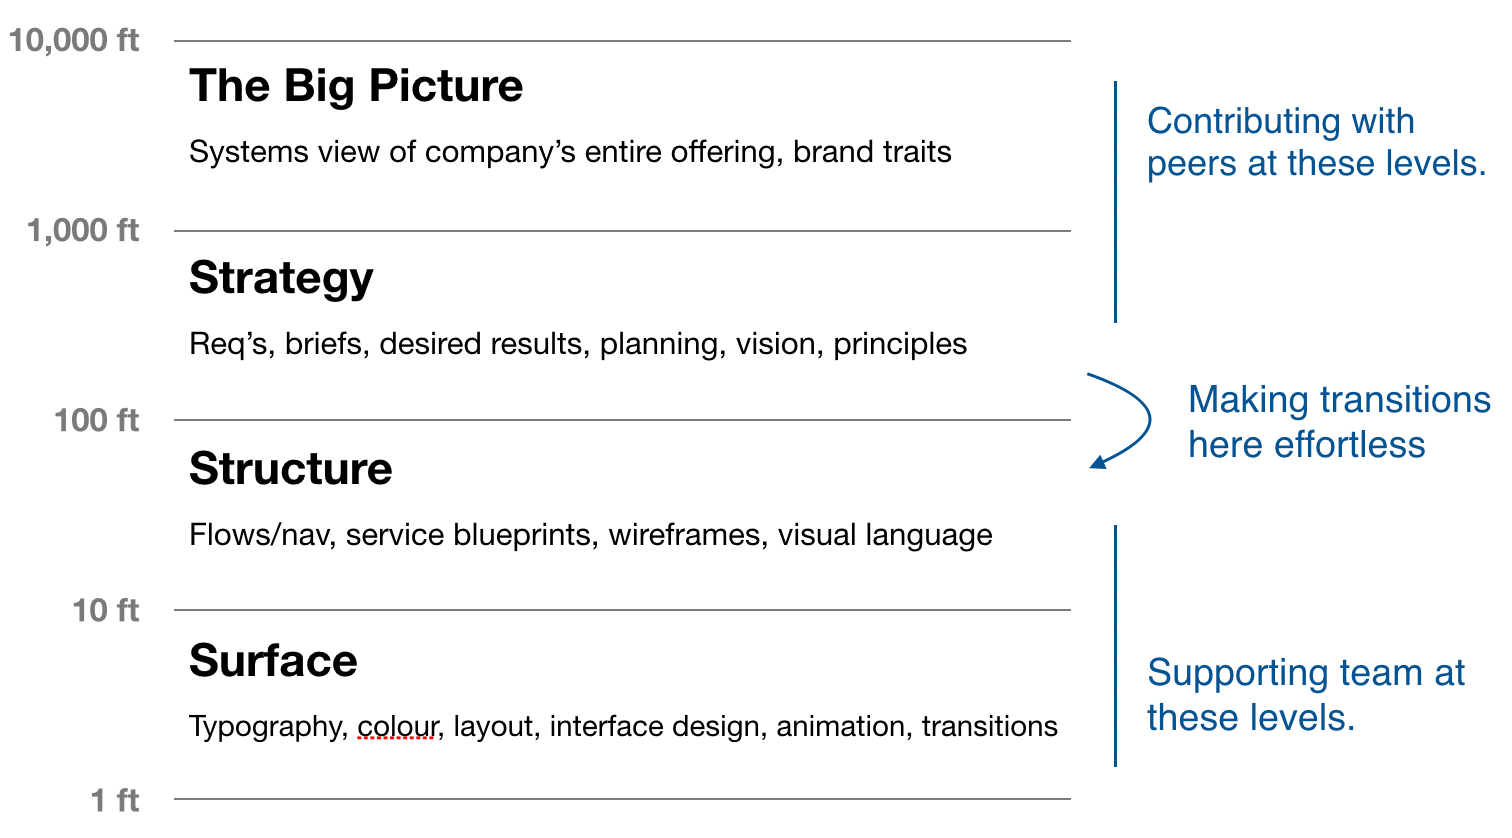 10,000 ft
The Big Picture
Systems view of company’s entire offering, brand traits
Contributing with
peers at these levels.
1,000 ft
Strategy
Req’s, briefs, desired results, planning, vision, principles
Making transitions
here effortless
100 ft
Structure
Flows/nav, service blueprints, wireframes, visual language
10 ft
Surface
Typography, colour, layout, interface design, animation, transitions
Supporting team at
these levels.
1 ft